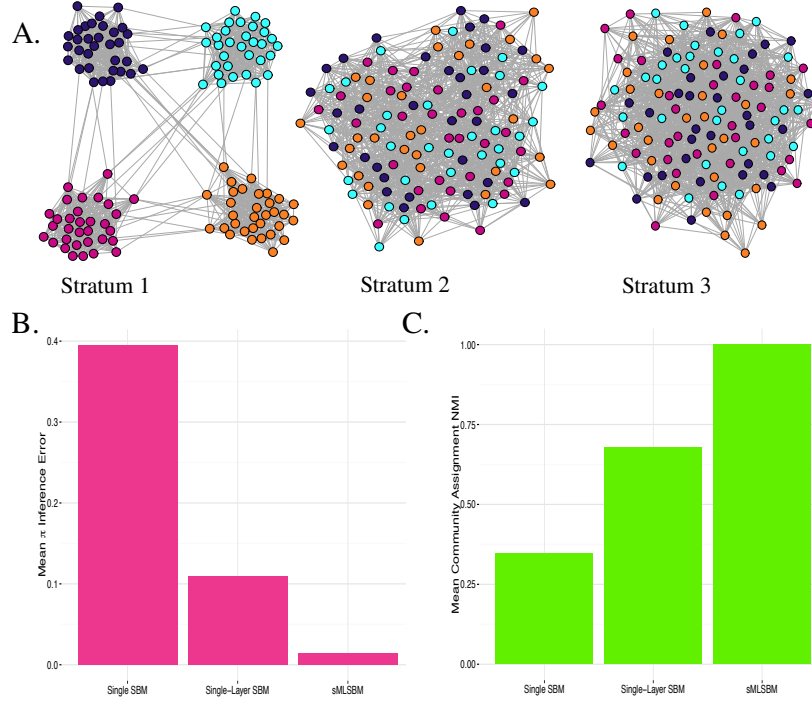 A.
Stratum 1
Stratum 2
Stratum 3
B.
C.
Mean π Inference Error
0.4
0.3
0.2
0.1
0.0
Single SBM
Single-Layer SBM
sMLSBM
Mean Community Assignment NMI
1.00
0.75
0.50
0.25
0.00
Single SBM
Single-Layer SBM
sMLSBM